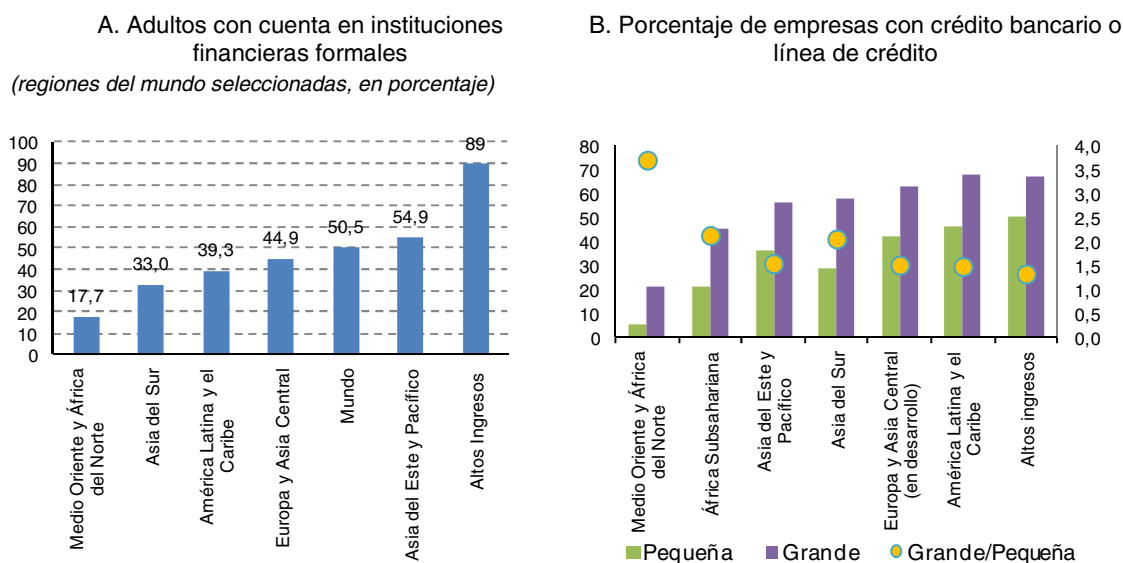 A. Adultos con cuenta en instituciones
financieras formales
(regiones del mundo seleccionadas, en porcentaje)
100
90
80
70
60
50
40
30
20
10
0
17,7
33,0
39,3
44,9
50,5
54,9
89
Medio Oriente y África
del Norte
Asia del Sur
América Latina y el
Caribe
Europa y Asia Central
Mundo
Asia del Este y Pacífico
Altos Ingresos
B. Porcentaje de empresas con crédito bancario o
línea de crédito
80
70
60
50
40
30
20
10
0
4,0
3,5
3,0
2,5
2,0
1,5
1,0
0,5
0,0
Medio Oriente y África
del Norte
África Subsahariana
Asia del Este y
Pacífico
Asia del Sur
Europa y Asia Central
(en desarrollo)
América Latina y el
Caribe
Altos ingresos
Pequeña
Grande
Grande/Pequeña